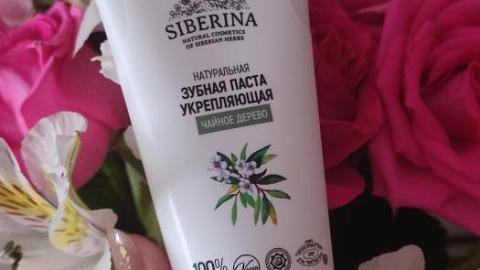 SIBERINA
NATURAL COSMETICS
OF SIBERIAN HERBS
НАТУРАЛЬНАЯ
ЗУБНАЯ ПАСТА
УКРЕПЛЯЮЩАЯ
ЧАЙНОЕ ДЕРЕВО
100%